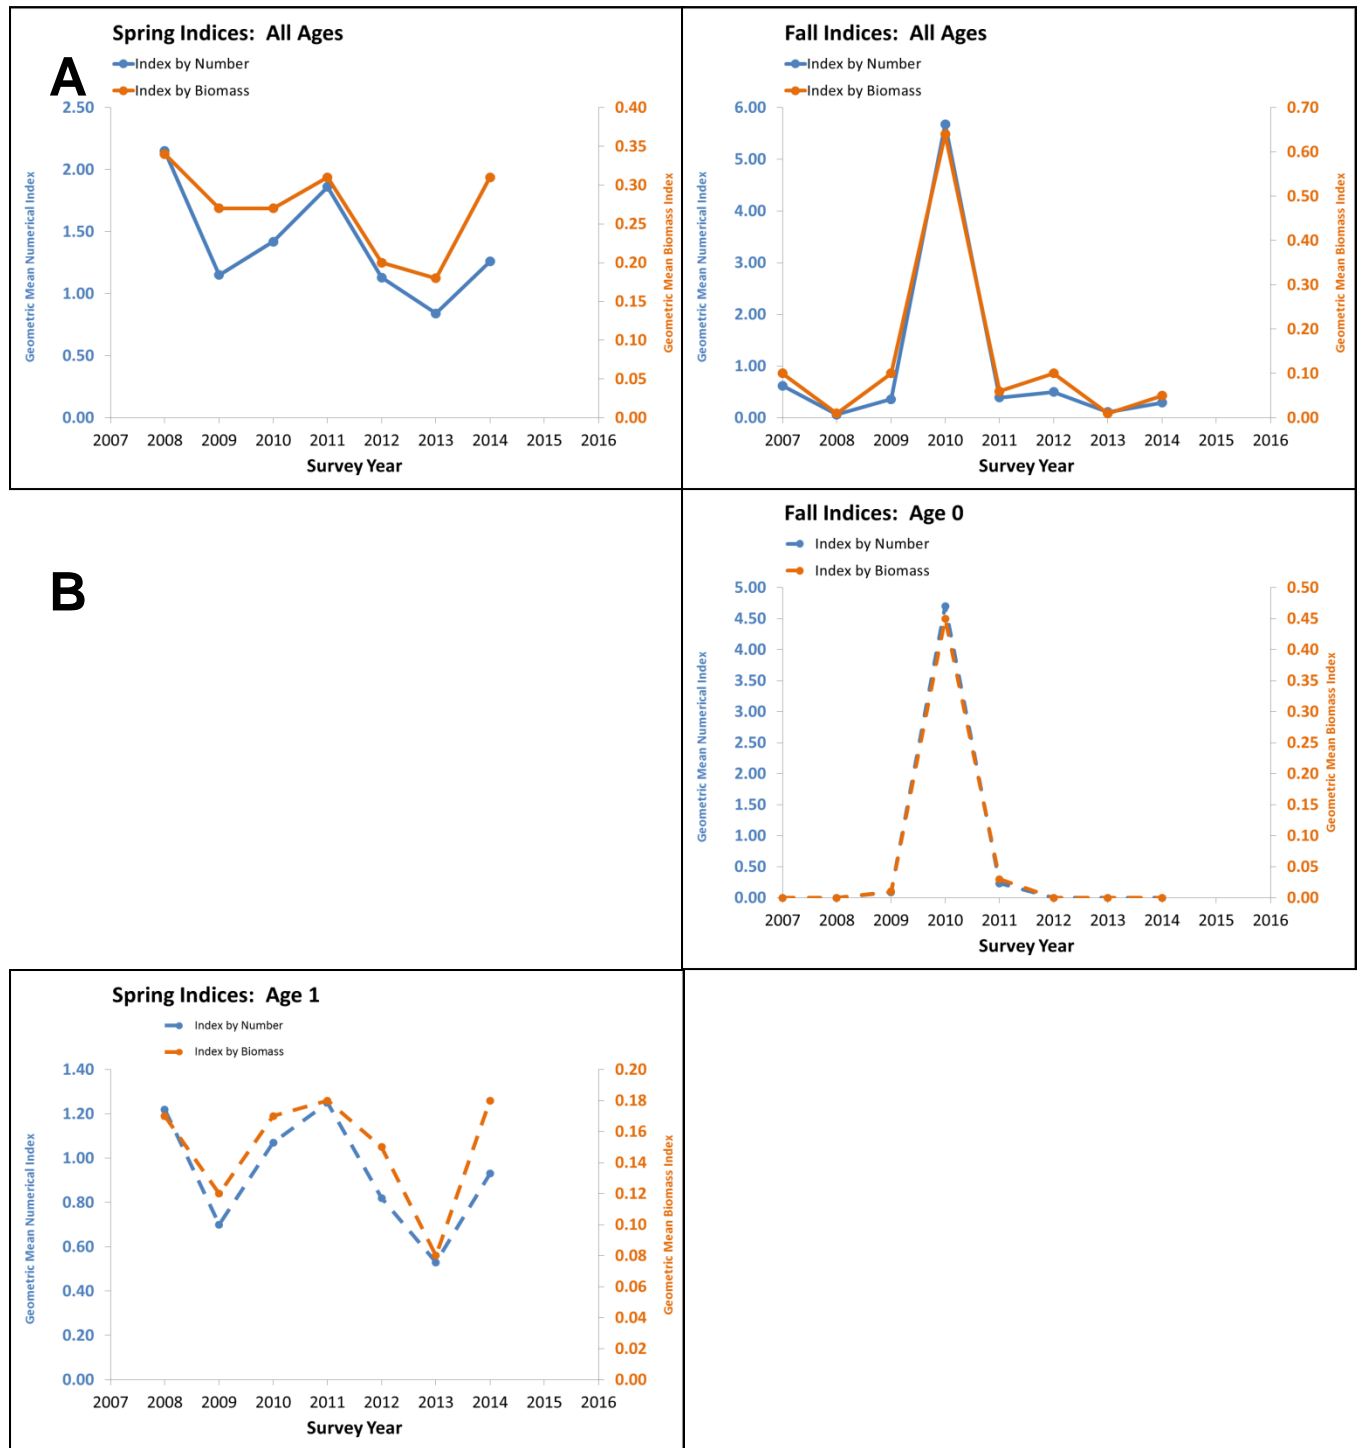 A
Spring Indices:  All Ages
Index by Number
Index by Biomass
Geometric Mean Numerical Index
2.50
2.00
1.50
1.00
0.50
0.00
0.40
0.35
0.30
0.25
0.20
0.15
0.10
0.05
0.00
Geometric Mean Biomass Index
2007 2008 2009 2010 2011 2012 2013 2014 2015 2016
Survey Year
Fall Indices:  All Ages
Index by Number
Index by Biomass
Geometric Mean Numerical Index
6.00
5.00
4.00
3.00
2.00
1.00
0.00
0.70
0.60
0.50
0.40
0.30
0.20
0.10
0.00
Geometric Mean Biomass Index
2007 2008 2009 2010 2011 2012 2013 2014 2015 2016
Survey Year
B
Fall Indices:  Age 0
Index by Number
Index by Biomass
Geometric Mean Numerical Index
5.00
4.50
4.00
3.50
3.00
2.50
2.00
1.50
1.00
0.50
0.00
0.50
0.45
0.40
0.35
0.30
0.25
0.20
0.15
0.10
0.05
0.00
Geometric Mean Biomass Index
2007 2008 2009 2010 2011 2012 2013 2014 2015 2016
Survey Year
Spring Indices:  Age 1
Index by Number
Index by Biomass
Geometric Mean Numerical Index
1.40
1.20
1.00
0.80
0.60
0.40
0.20
0.00
0.20
0.18
0.16
0.14
0.12
0.10
0.08
0.06
0.04
0.02
0.00
Geometric Mean Biomass Index
2007 2008 2009 2010 2011 2012 2013 2014 2015 2016
Survey Year